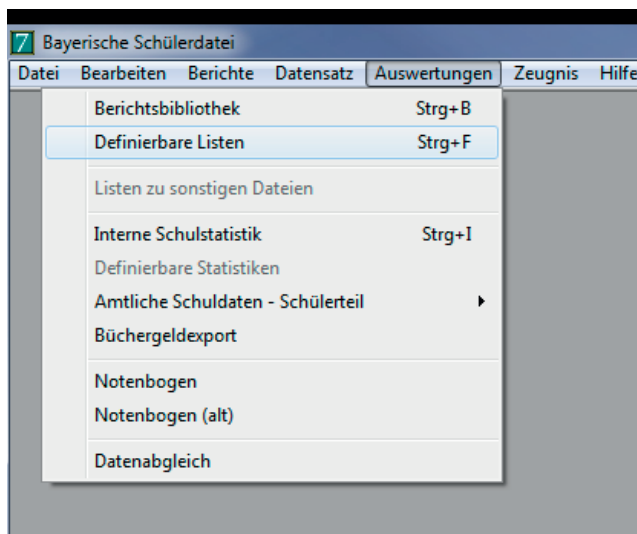 7 Bayerische Schülerdatei
Datei Bearbeiten Berichte Datensatz Auswertungen Zeugnis Hilfe
Berichtsbibliothek Strg+B
Definierbare Listen Strg+F
Listen zu sonstigen Dateien
Interne Schulstatistik Strg+I
Definierbare Statistiken
Amtliche Schuldaten - Schülerteil
Büchergeldexport
Notenbogen
Notenbogen (alt)
Datenabgleich